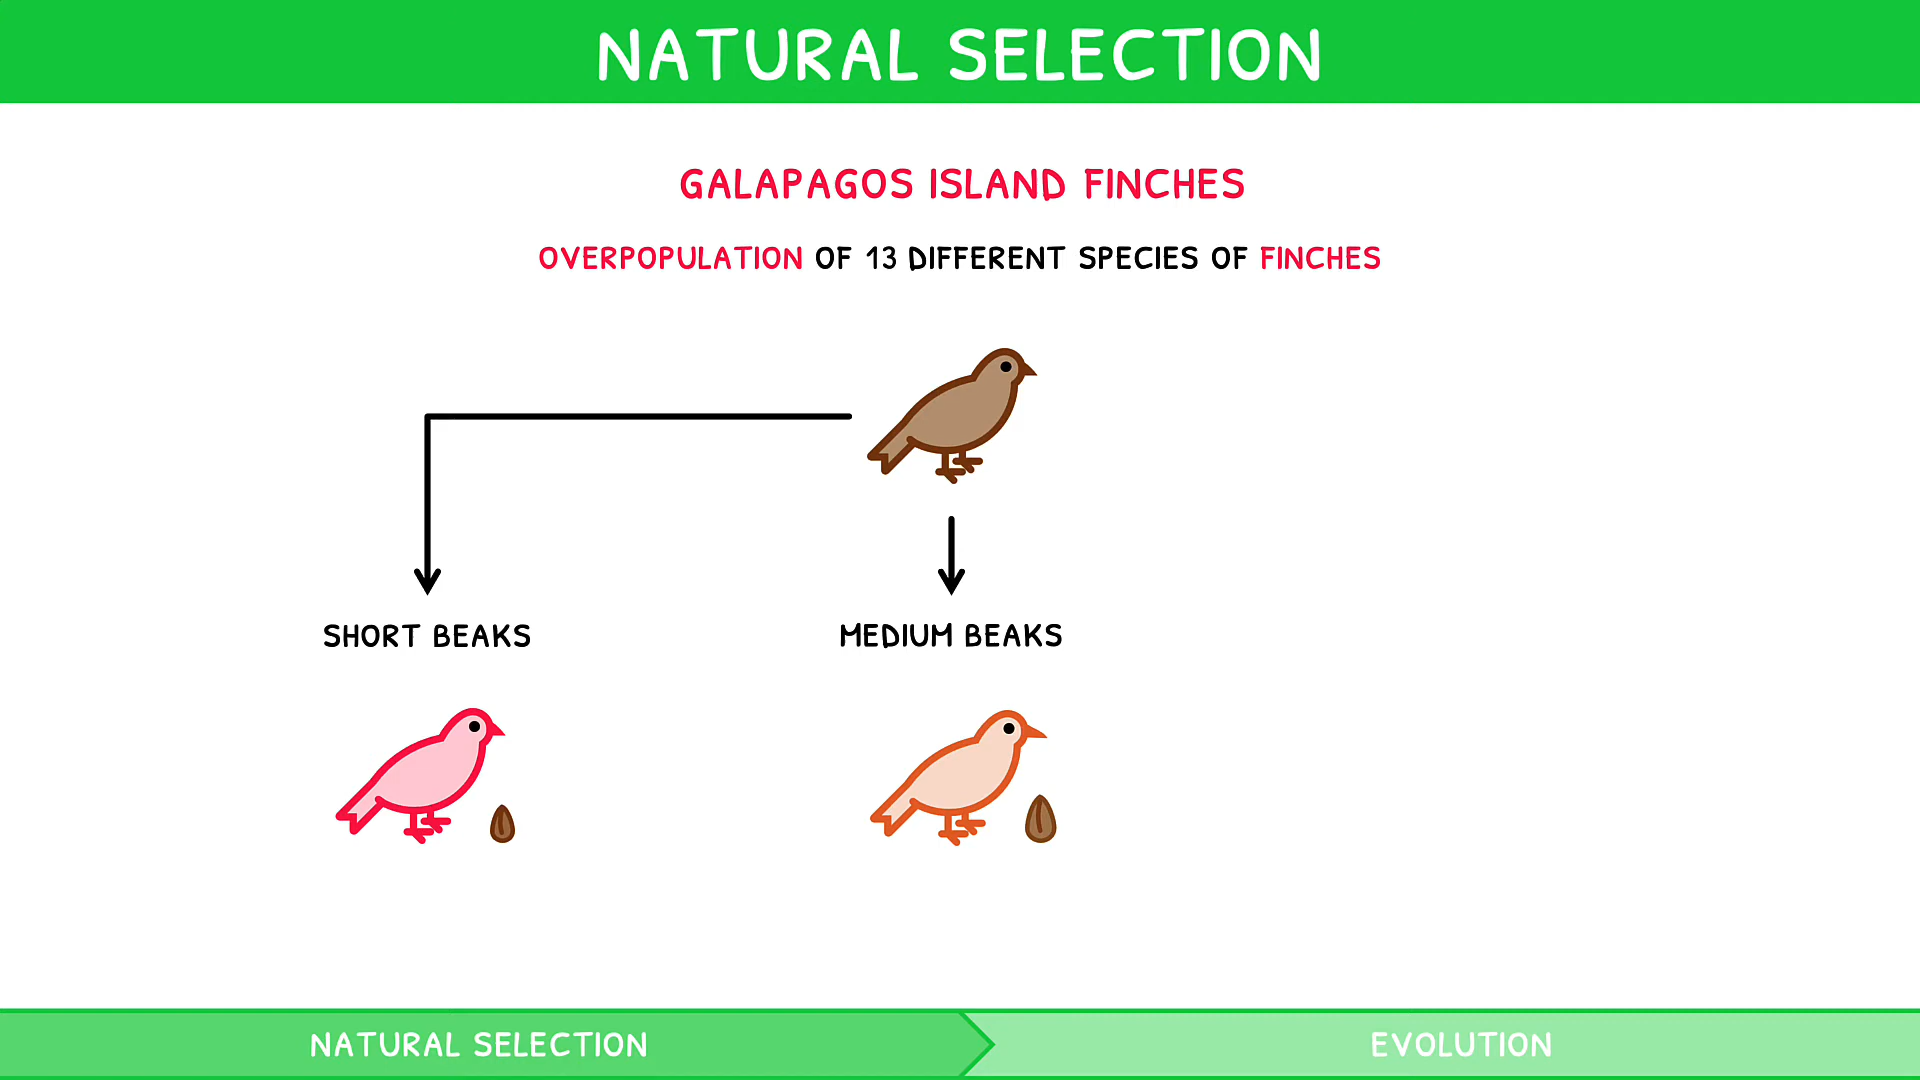 NATURAL SELECTION
GALAPAGOS ISLAND FINCHES
OVERPOPULATION OF 13 DIFFERENT SPECIES OF FINCHES
SHORT BEAKS
MEDIUM BEAKS
NATURAL SELECTION
EVOLUTION